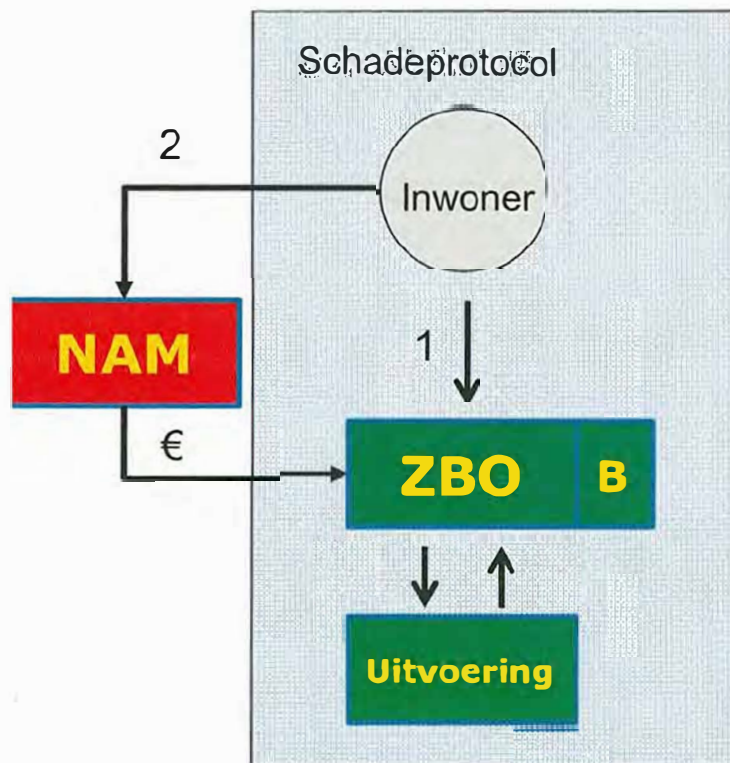 Schadeprotocol
2
Inwoner
NAM
1
€
ZBO
B
Uitvoering